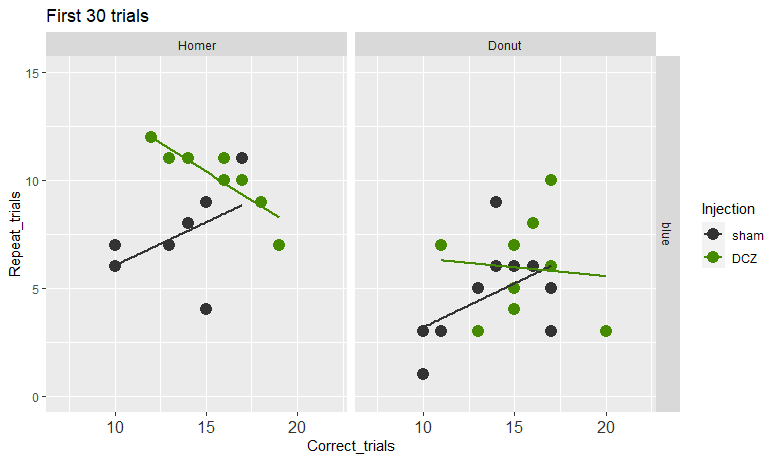 First 30 trials
Homer
Donut
15
10
5
0
Repeat_trials
blue
Injection
sham
DCZ
10
15
20
10
15
20
Correct_trials